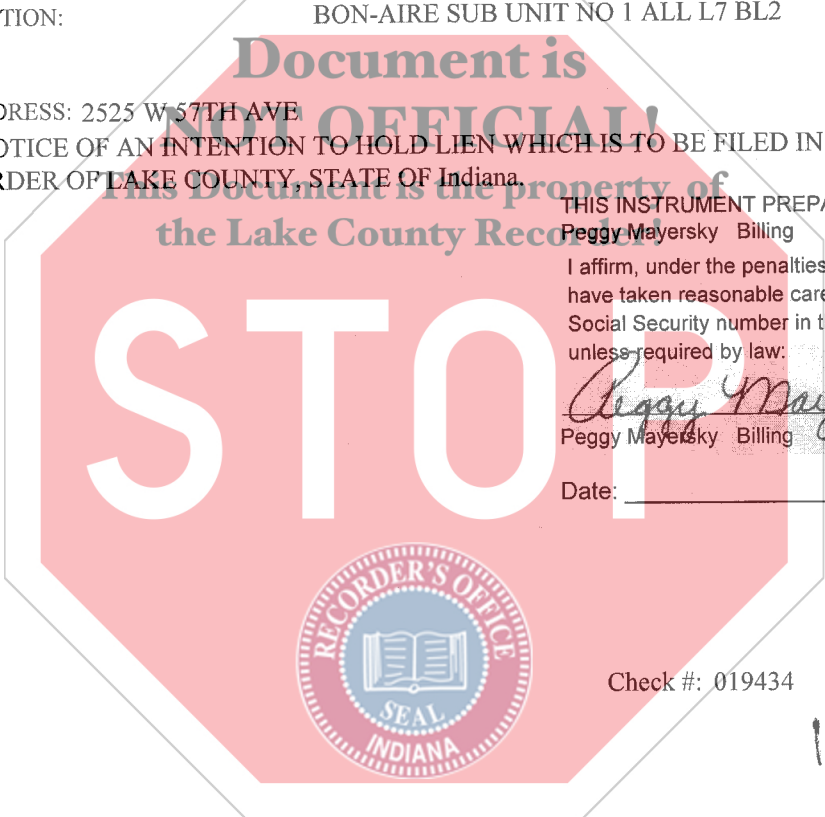 TION: BON-AIRE SUB UNIT NO 1 ALL L7 BL2
Document is
DRESS: 2525 W 57TH AVE
NOT OFFICIAL!
OTICE OF AN INTENTION TO HOLD LIEN WHICH IS TO BE FILED IN
RDER OF LAKE COUNTY, STATE OF Indiana.
This Document is the property of
the Lake County Recorder!
THIS INSTRUMENT PREPA
Peggy Mayersky Billing
I affirm, under the penalties
have taken reasonable care
Social Security number in t
unless required by law:
STOP
Peggy May
Peggy Mayersky Billing
Date:
RECORDER'S OFFICE
SEAL
INDIANA
Check #: 019434